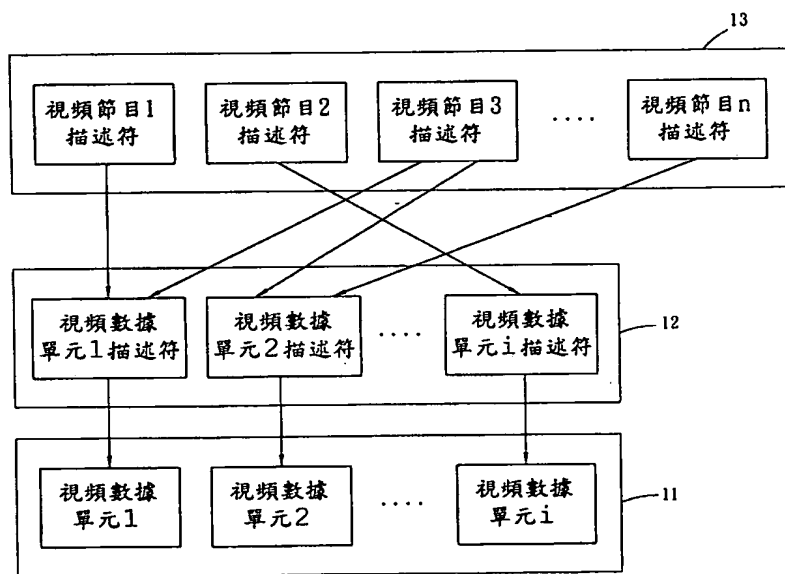 13
視頻節目1
描述符
視頻節目2
描述符
視頻節目3
描述符
....
視頻節目n
描述符
視頻數據
單元1描述符
視頻數據
單元2描述符
....
視頻數據
單元i描述符
12
視頻數據
單元1
視頻數據
單元2
....
視頻數據
單元i
11